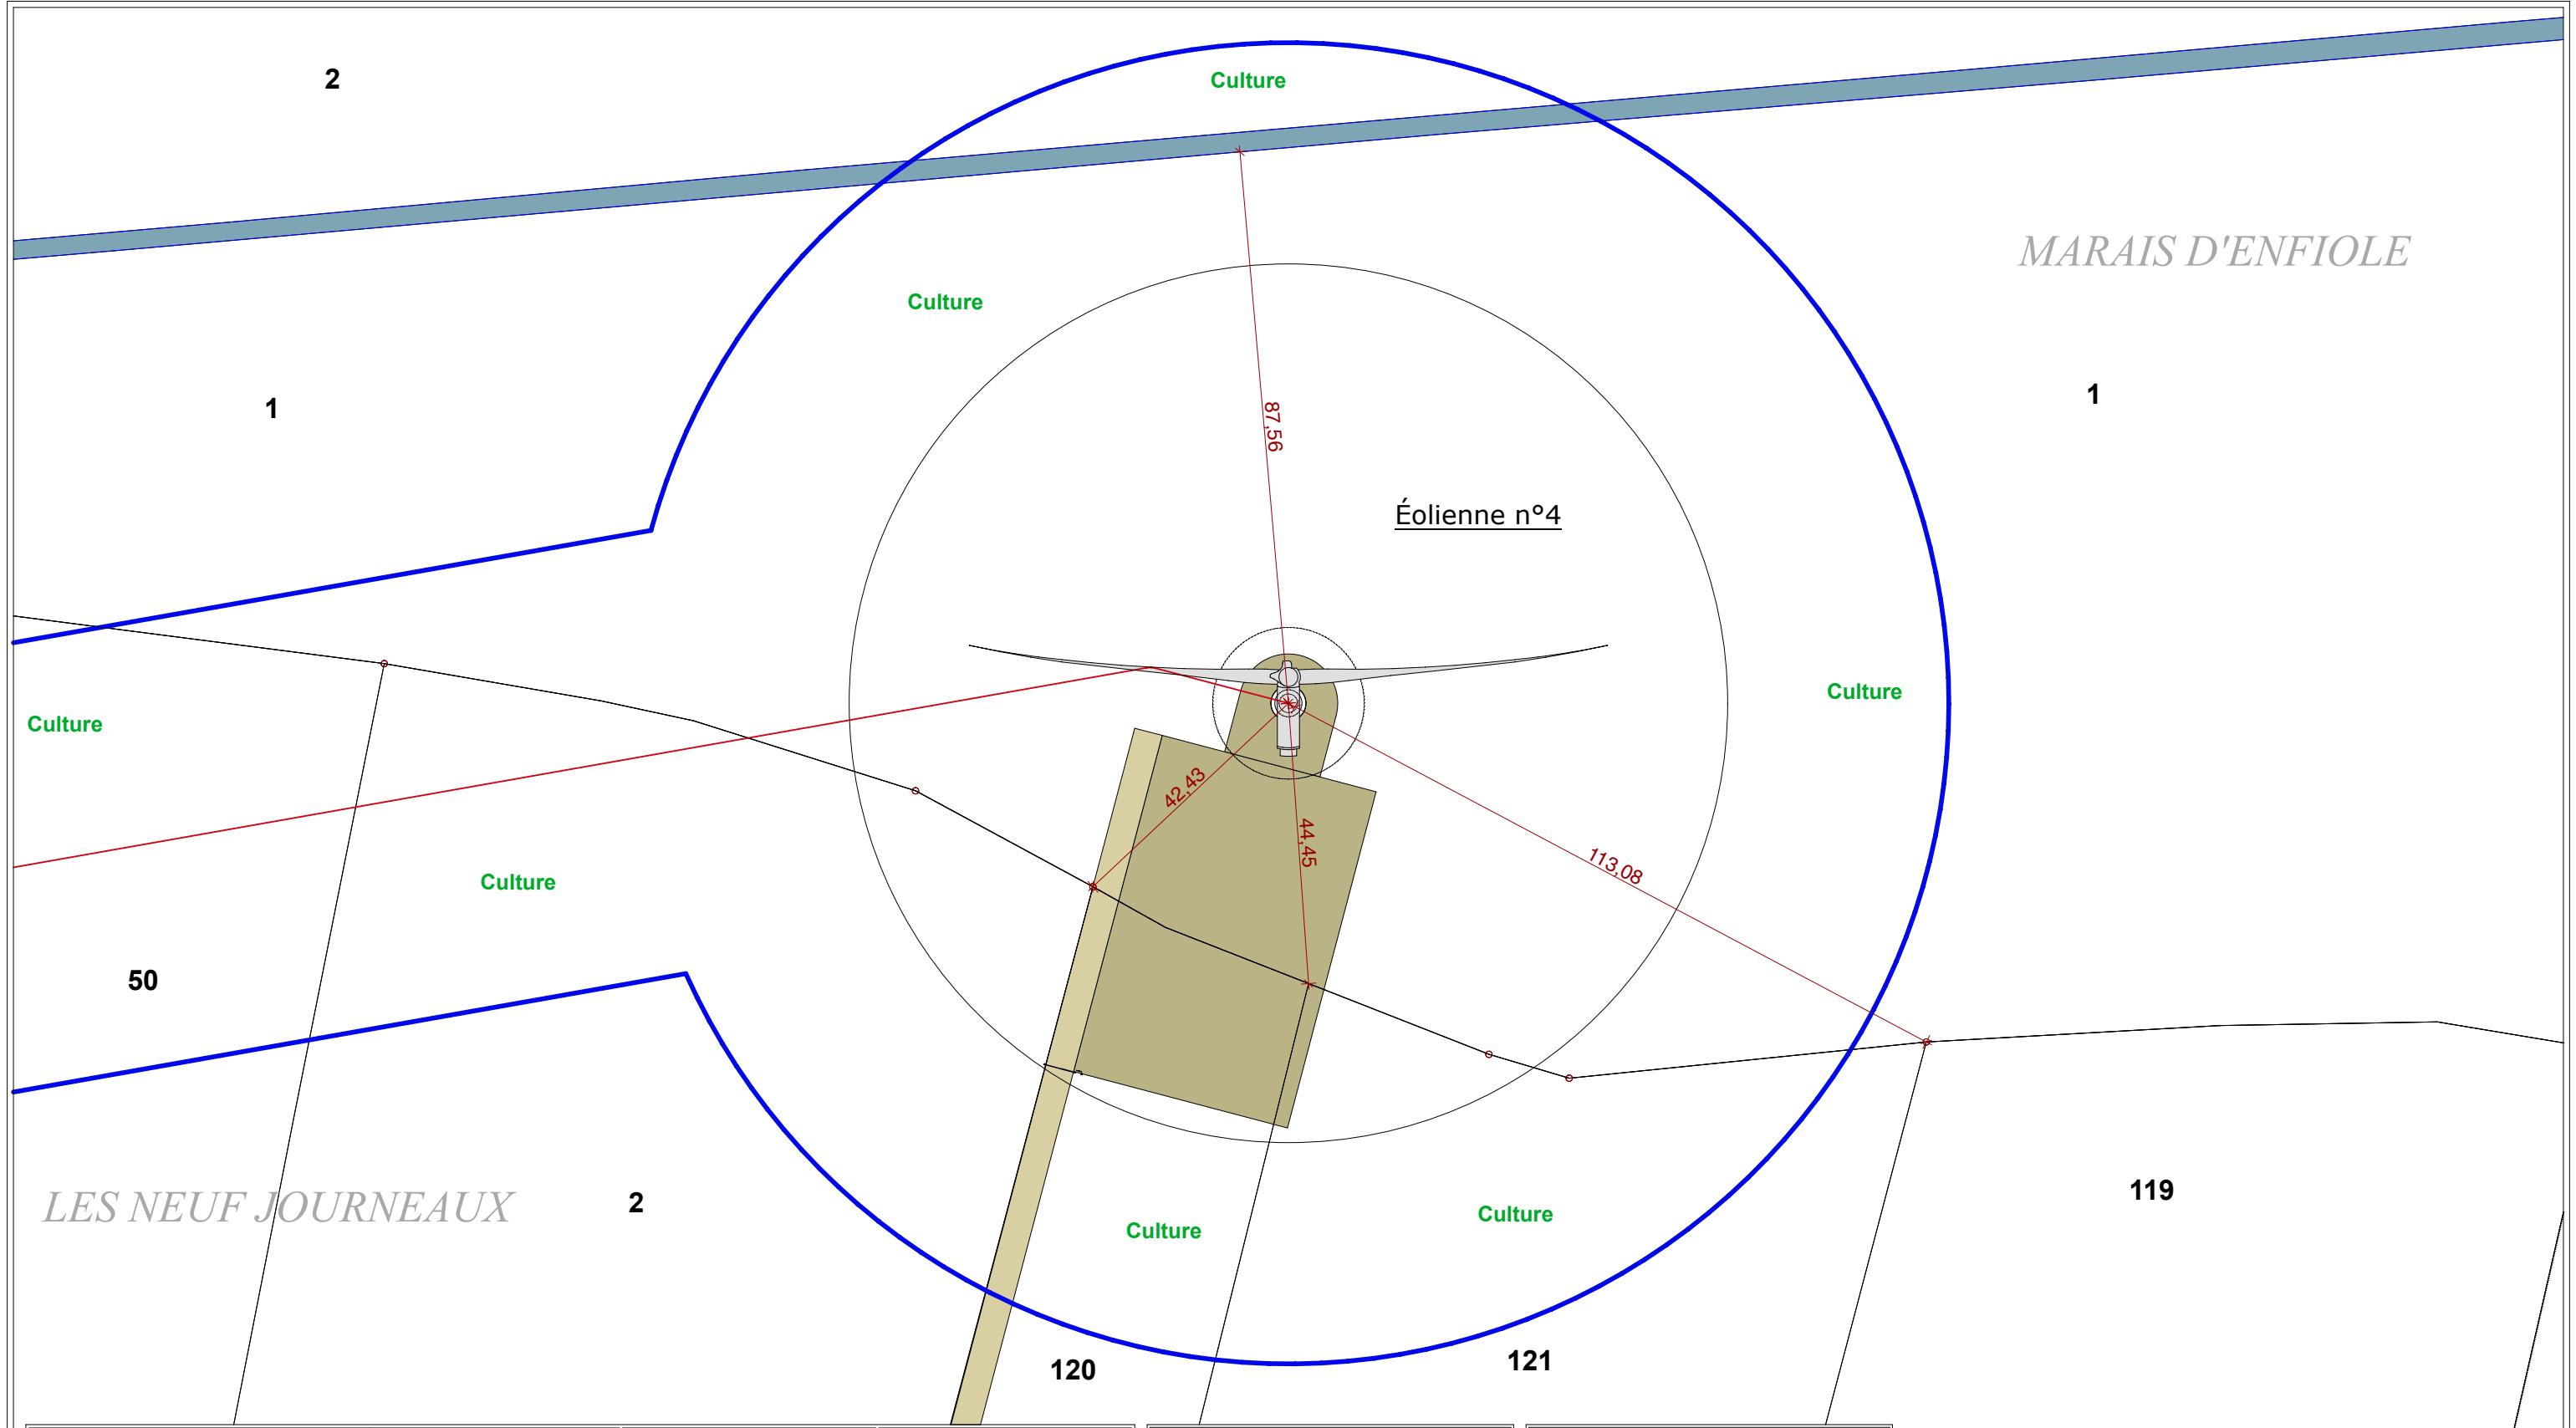 2
Culture
MARAIS D'ENFIOLE
Culture
1
1
87,56
Éolienne n°4
Culture
Culture
42,43
44,45
113,08
Culture
50
119
LES NEUF JOURNEAUX
2
Culture
Culture
120
121